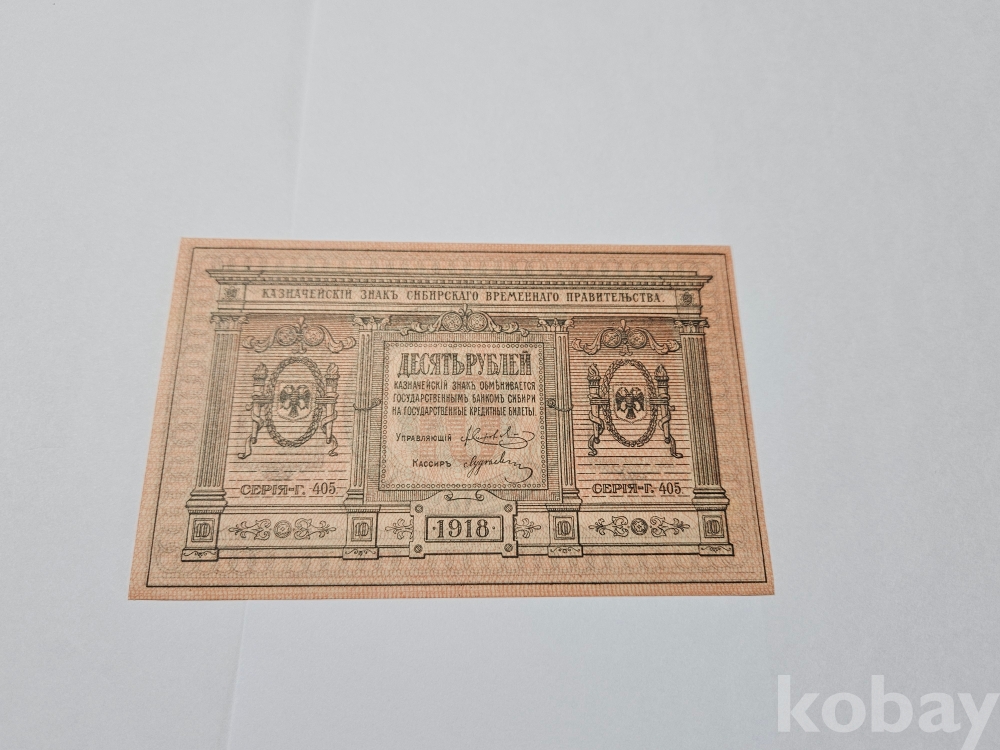 КАЗНАЧЕЙСКІЙ ЗНАКЪ СИБИРСКАГО ВРЕМЕННАГО ПРАВИТЕЛЬСТВА.
ДЕСЯТЬ РУБЛЕЙ
КАЗНАЧЕЙСКІЙ ЗНАКЪ ОБМѢНИВАЕТСЯ
ГОСУДАРСТВЕННЫМЪ БАНКОМЪ СИБИРИ
НА ГОСУДАРСТВЕННЫЕ КРЕДИТНЫЕ БИЛЕТЫ.
УПРАВЛЯЮЩІЙ
КАССИРЪ
СЕРІЯ-Г. 405.
СЕРІЯ-Г. 405.
10
10
·1918·
10
10
kobay